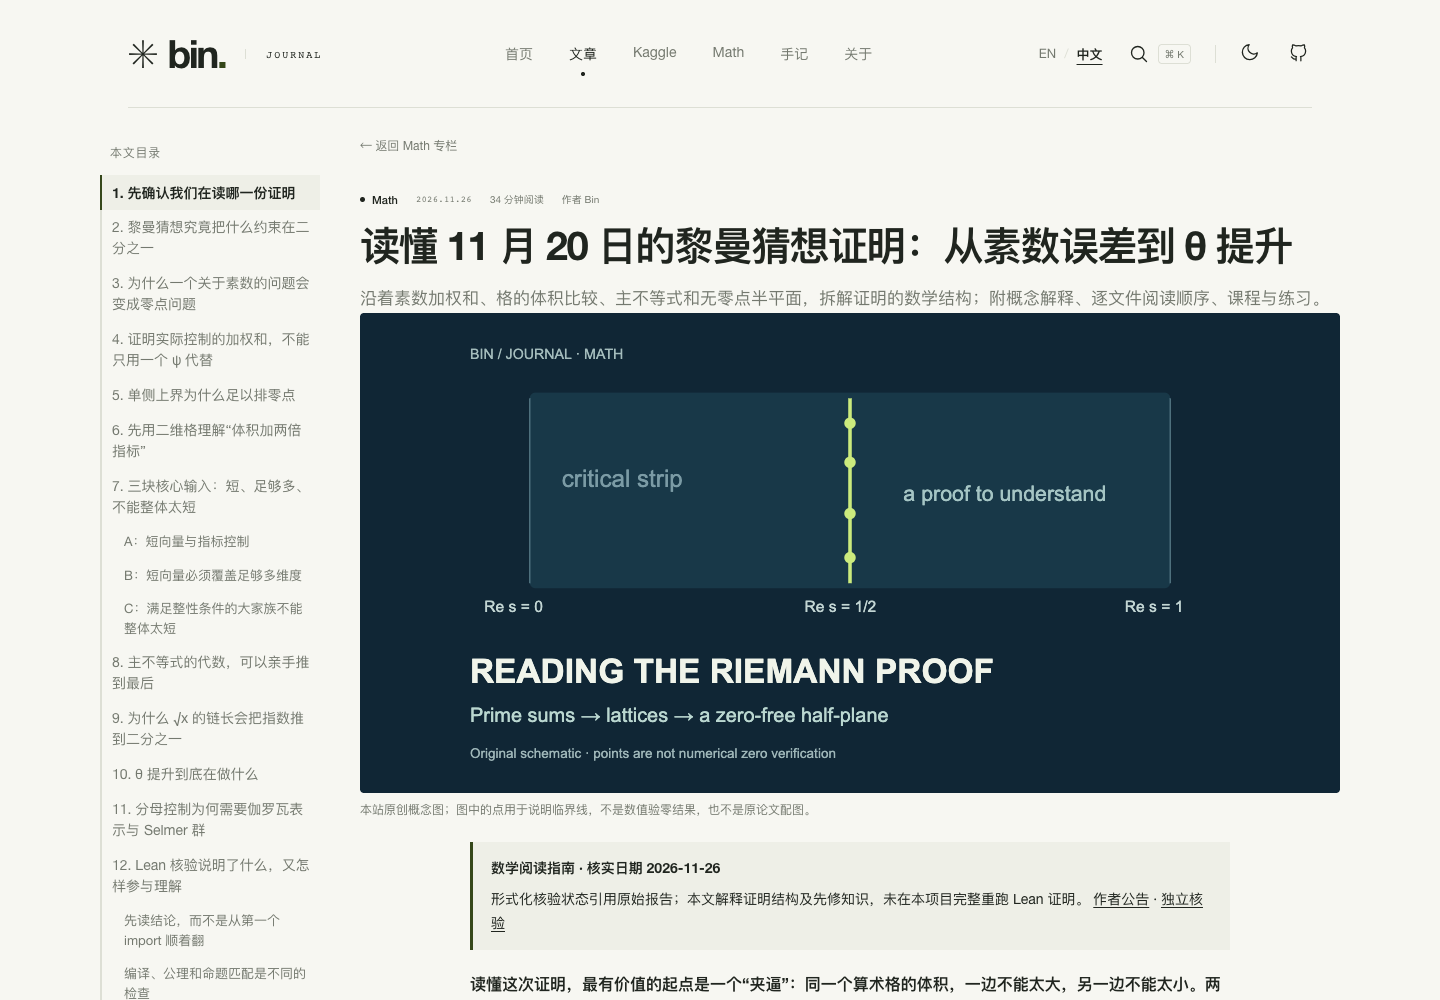 bin.
JOURNAL
首页
文章
Kaggle
Math
手记
关于
EN / 中文
⌘ K
本文目录
1. 先确认我们在读哪一份证明
2. 黎曼猜想究竟把什么约束在二
分之一
3. 为什么一个关于素数的问题会
变成零点问题
4. 证明实际控制的加权和，不能
只用一个 ψ 代替
5. 单侧上界为什么足以排零点
6. 先用二维格理解“体积加两倍
指标”
7. 三块核心输入：短、足够多、
不能整体太短
A：短向量与指标控制
B：短向量必须覆盖足够多维度
C：满足整性条件的大家族不能
整体太短
8. 主不等式的代数，可以亲手推
到最后
9. 为什么 √x 的链长会把指数推
到二分之一
10. θ 提升到底在做什么
11. 分母控制为何需要伽罗瓦表
示与 Selmer 群
12. Lean 核验说明了什么，又怎
样参与理解
先读结论，而不是从第一个
import 顺着翻
编译、公理和命题匹配是不同的
检查
← 返回 Math 专栏
Math
2026.11.26
34 分钟阅读
作者 Bin
读懂 11 月 20 日的黎曼猜想证明：从素数误差到 θ 提升
沿着素数加权和、格的体积比较、主不等式和无零点半平面，拆解证明的数学结构；附概念解释、逐文件阅读顺序、课程与练习。
BIN / JOURNAL · MATH
critical strip
a proof to understand
Re s = 0
Re s = 1/2
Re s = 1
READING THE RIEMANN PROOF
Prime sums → lattices → a zero-free half-plane
Original schematic · points are not numerical zero verification
本站原创概念图；图中的点用于说明临界线，不是数值验零结果，也不是原论文配图。
数学阅读指南 · 核实日期 2026-11-26
形式化核验状态引用原始报告；本文解释证明结构及先修知识，未在本项目完整重跑 Lean 证明。 作者公告 · 独立核
验
读懂这次证明，最有价值的起点是一个“夹逼”：同一个算术格的体积，一边不能太大，另一边不能太小。两